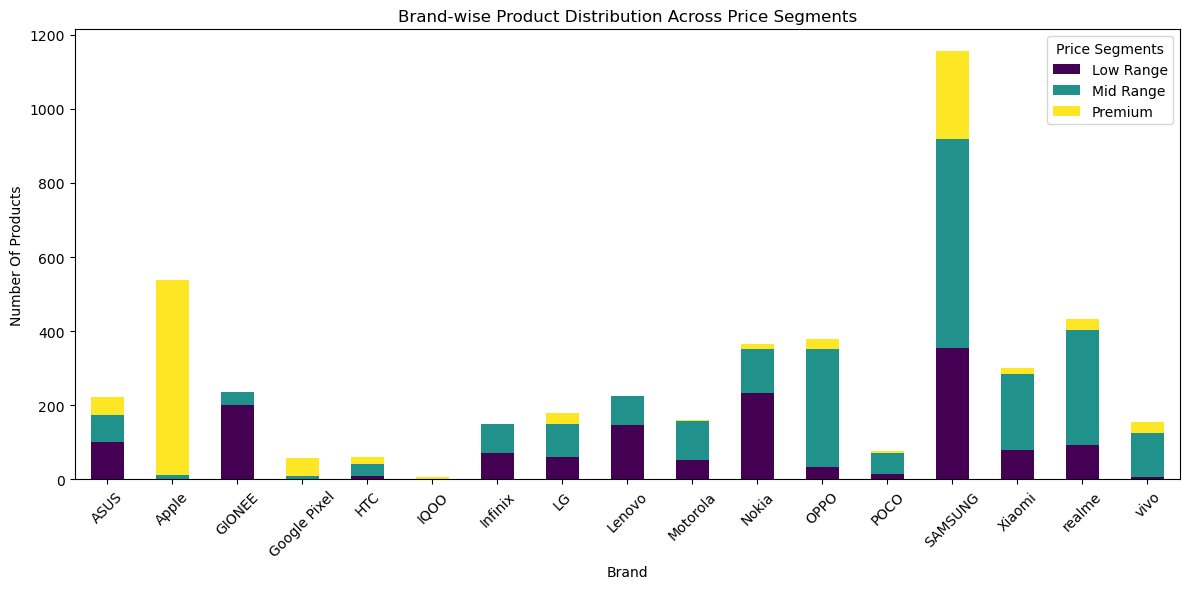 Brand-wise Product Distribution Across Price Segments
Price Segments
Low Range
Mid Range
Premium
Number Of Products
1200
1000
800
600
400
200
0
ASUS
Apple
GIONEE
Google Pixel
HTC
IQOO
Infinix
LG
Lenovo
Motorola
Nokia
OPPO
POCO
SAMSUNG
Xiaomi
realme
vivo
Brand